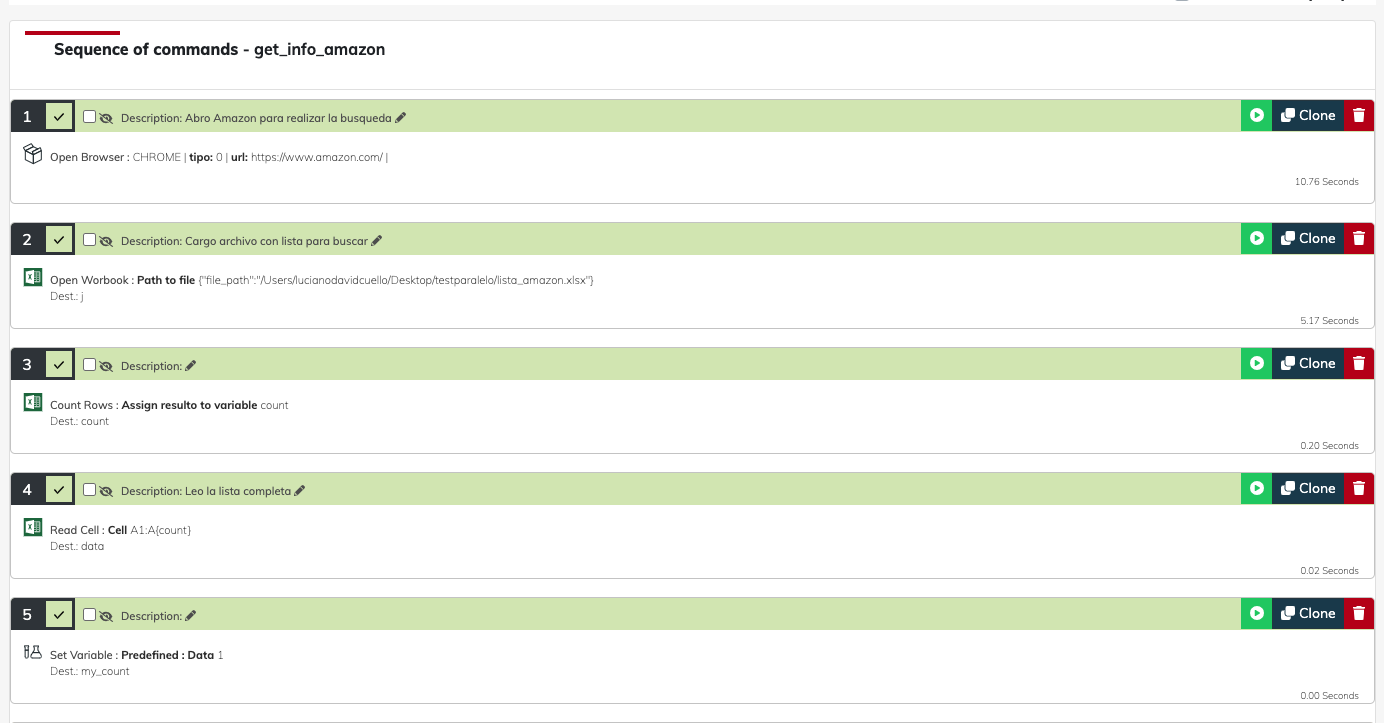 Sequence of commands - get_info_amazon
1 Description: Abro Amazon para realizar la busqueda Clone
Open Browser : CHROME | tipo: 0 | url: https://www.amazon.com/ |
10.76 Seconds
2 Description: Cargo archivo con lista para buscar Clone
Open Worbook : Path to file {"file_path":"/Users/lucianodavidcuello/Desktop/testparalelo/lista_amazon.xlsx"}
Dest.: j
5.17 Seconds
3 Description: Clone
Count Rows : Assign resulto to variable count
Dest.: count
0.20 Seconds
4 Description: Leo la lista completa Clone
Read Cell : Cell A1:A{count}
Dest.: data
0.02 Seconds
5 Description: Clone
Set Variable : Predefined : Data 1
Dest.: my_count
0.00 Seconds